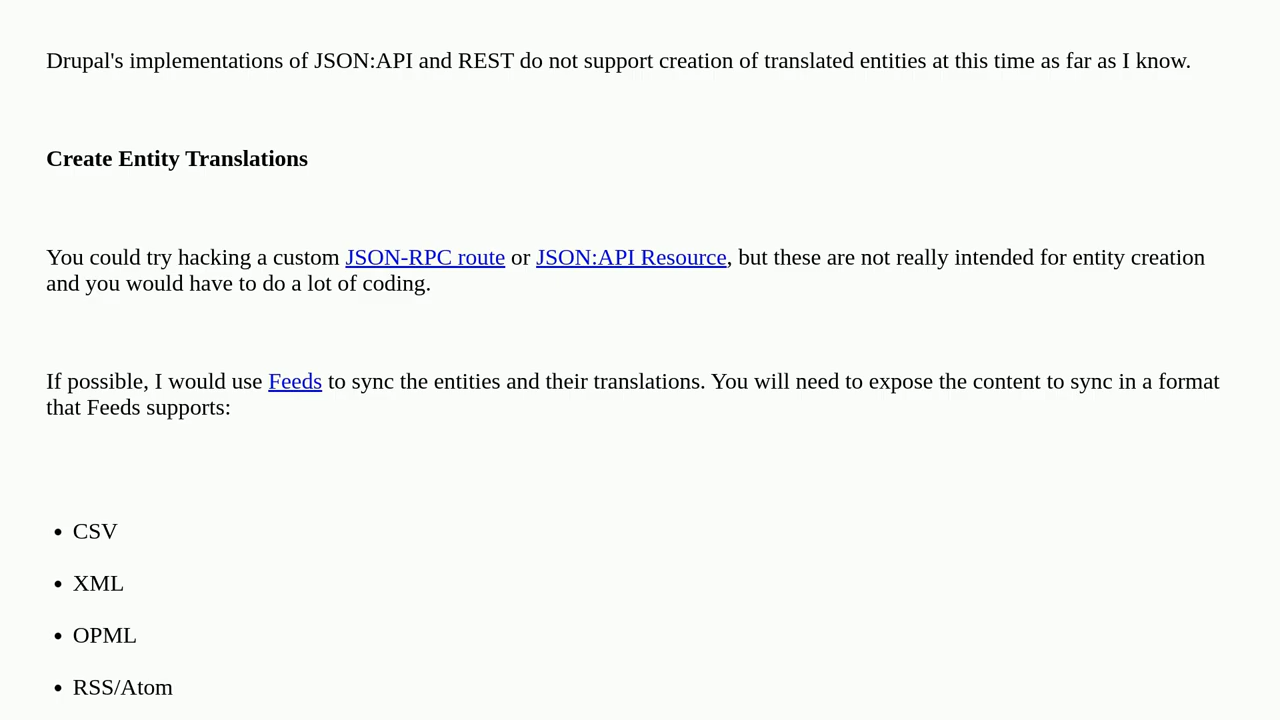 Drupal's implementations of JSON:API and REST do not support creation of translated entities at this time as far as I know.
Create Entity Translations
You could try hacking a custom JSON-RPC route or JSON:API Resource, but these are not really intended for entity creation
and you would have to do a lot of coding.
If possible, I would use Feeds to sync the entities and their translations. You will need to expose the content to sync in a format
that Feeds supports:
• CSV
• XML
• OPML
• RSS/Atom